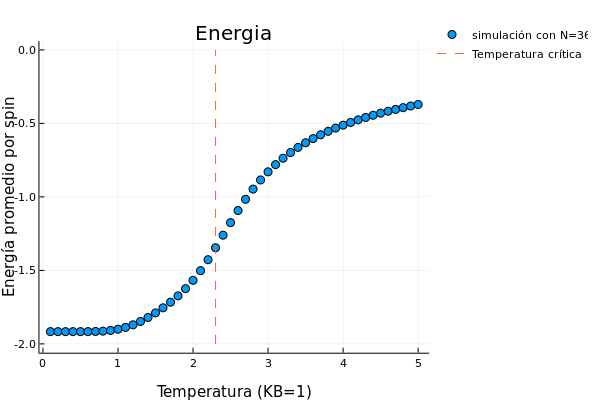 Energia
simulación con N=36
Temperatura crítica
Energía promedio por spin
0.0
-0.5
-1.0
-1.5
-2.0
0
1
2
3
4
5
Temperatura (KB=1)